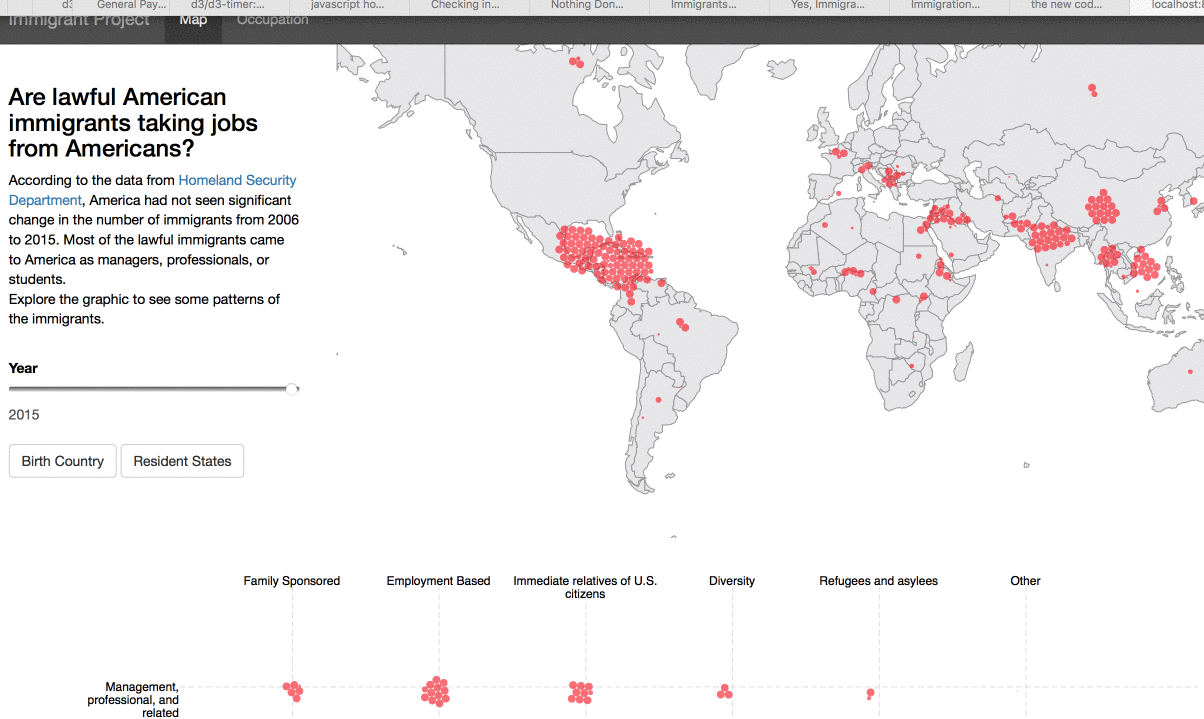 d3
General Pay...
d3/d3-timer:...
javascript ho...
Checking in...
Nothing Don...
Immigrants...
Yes, Immigra...
Immigration...
the new cod...
localhost:8
Immigrant Project
Map
Occupation
Are lawful American
immigrants taking jobs
from Americans?
According to the data from Homeland Security
Department, America had not seen significant
change in the number of immigrants from 2006
to 2015. Most of the lawful immigrants came
to America as managers, professionals, or
students.
Explore the graphic to see some patterns of
the immigrants.
Year
2015
Birth Country
Resident States
Family Sponsored
Employment Based
Immediate relatives of U.S.
citizens
Diversity
Refugees and asylees
Other
Management,
professional, and
related